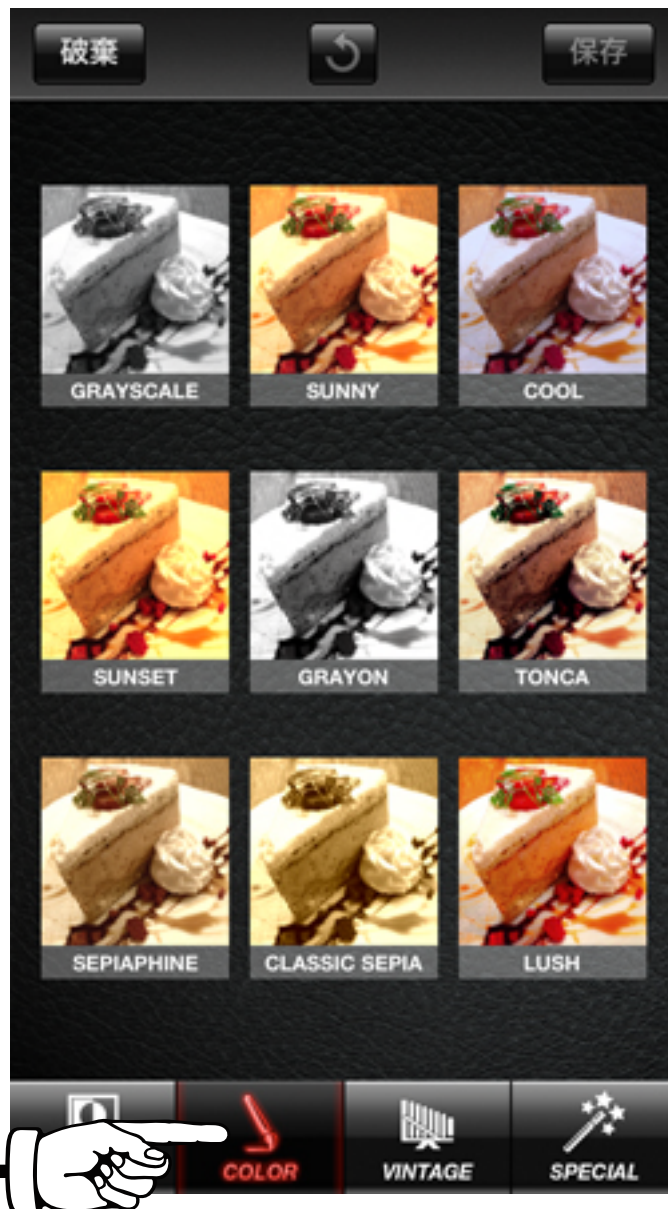 破棄
保存
GRAYSCALE
SUNNY
COOL
SUNSET
GRAYON
TONCA
SEPIAPHINE
CLASSIC SEPIA
LUSH
COLOR
VINTAGE
SPECIAL